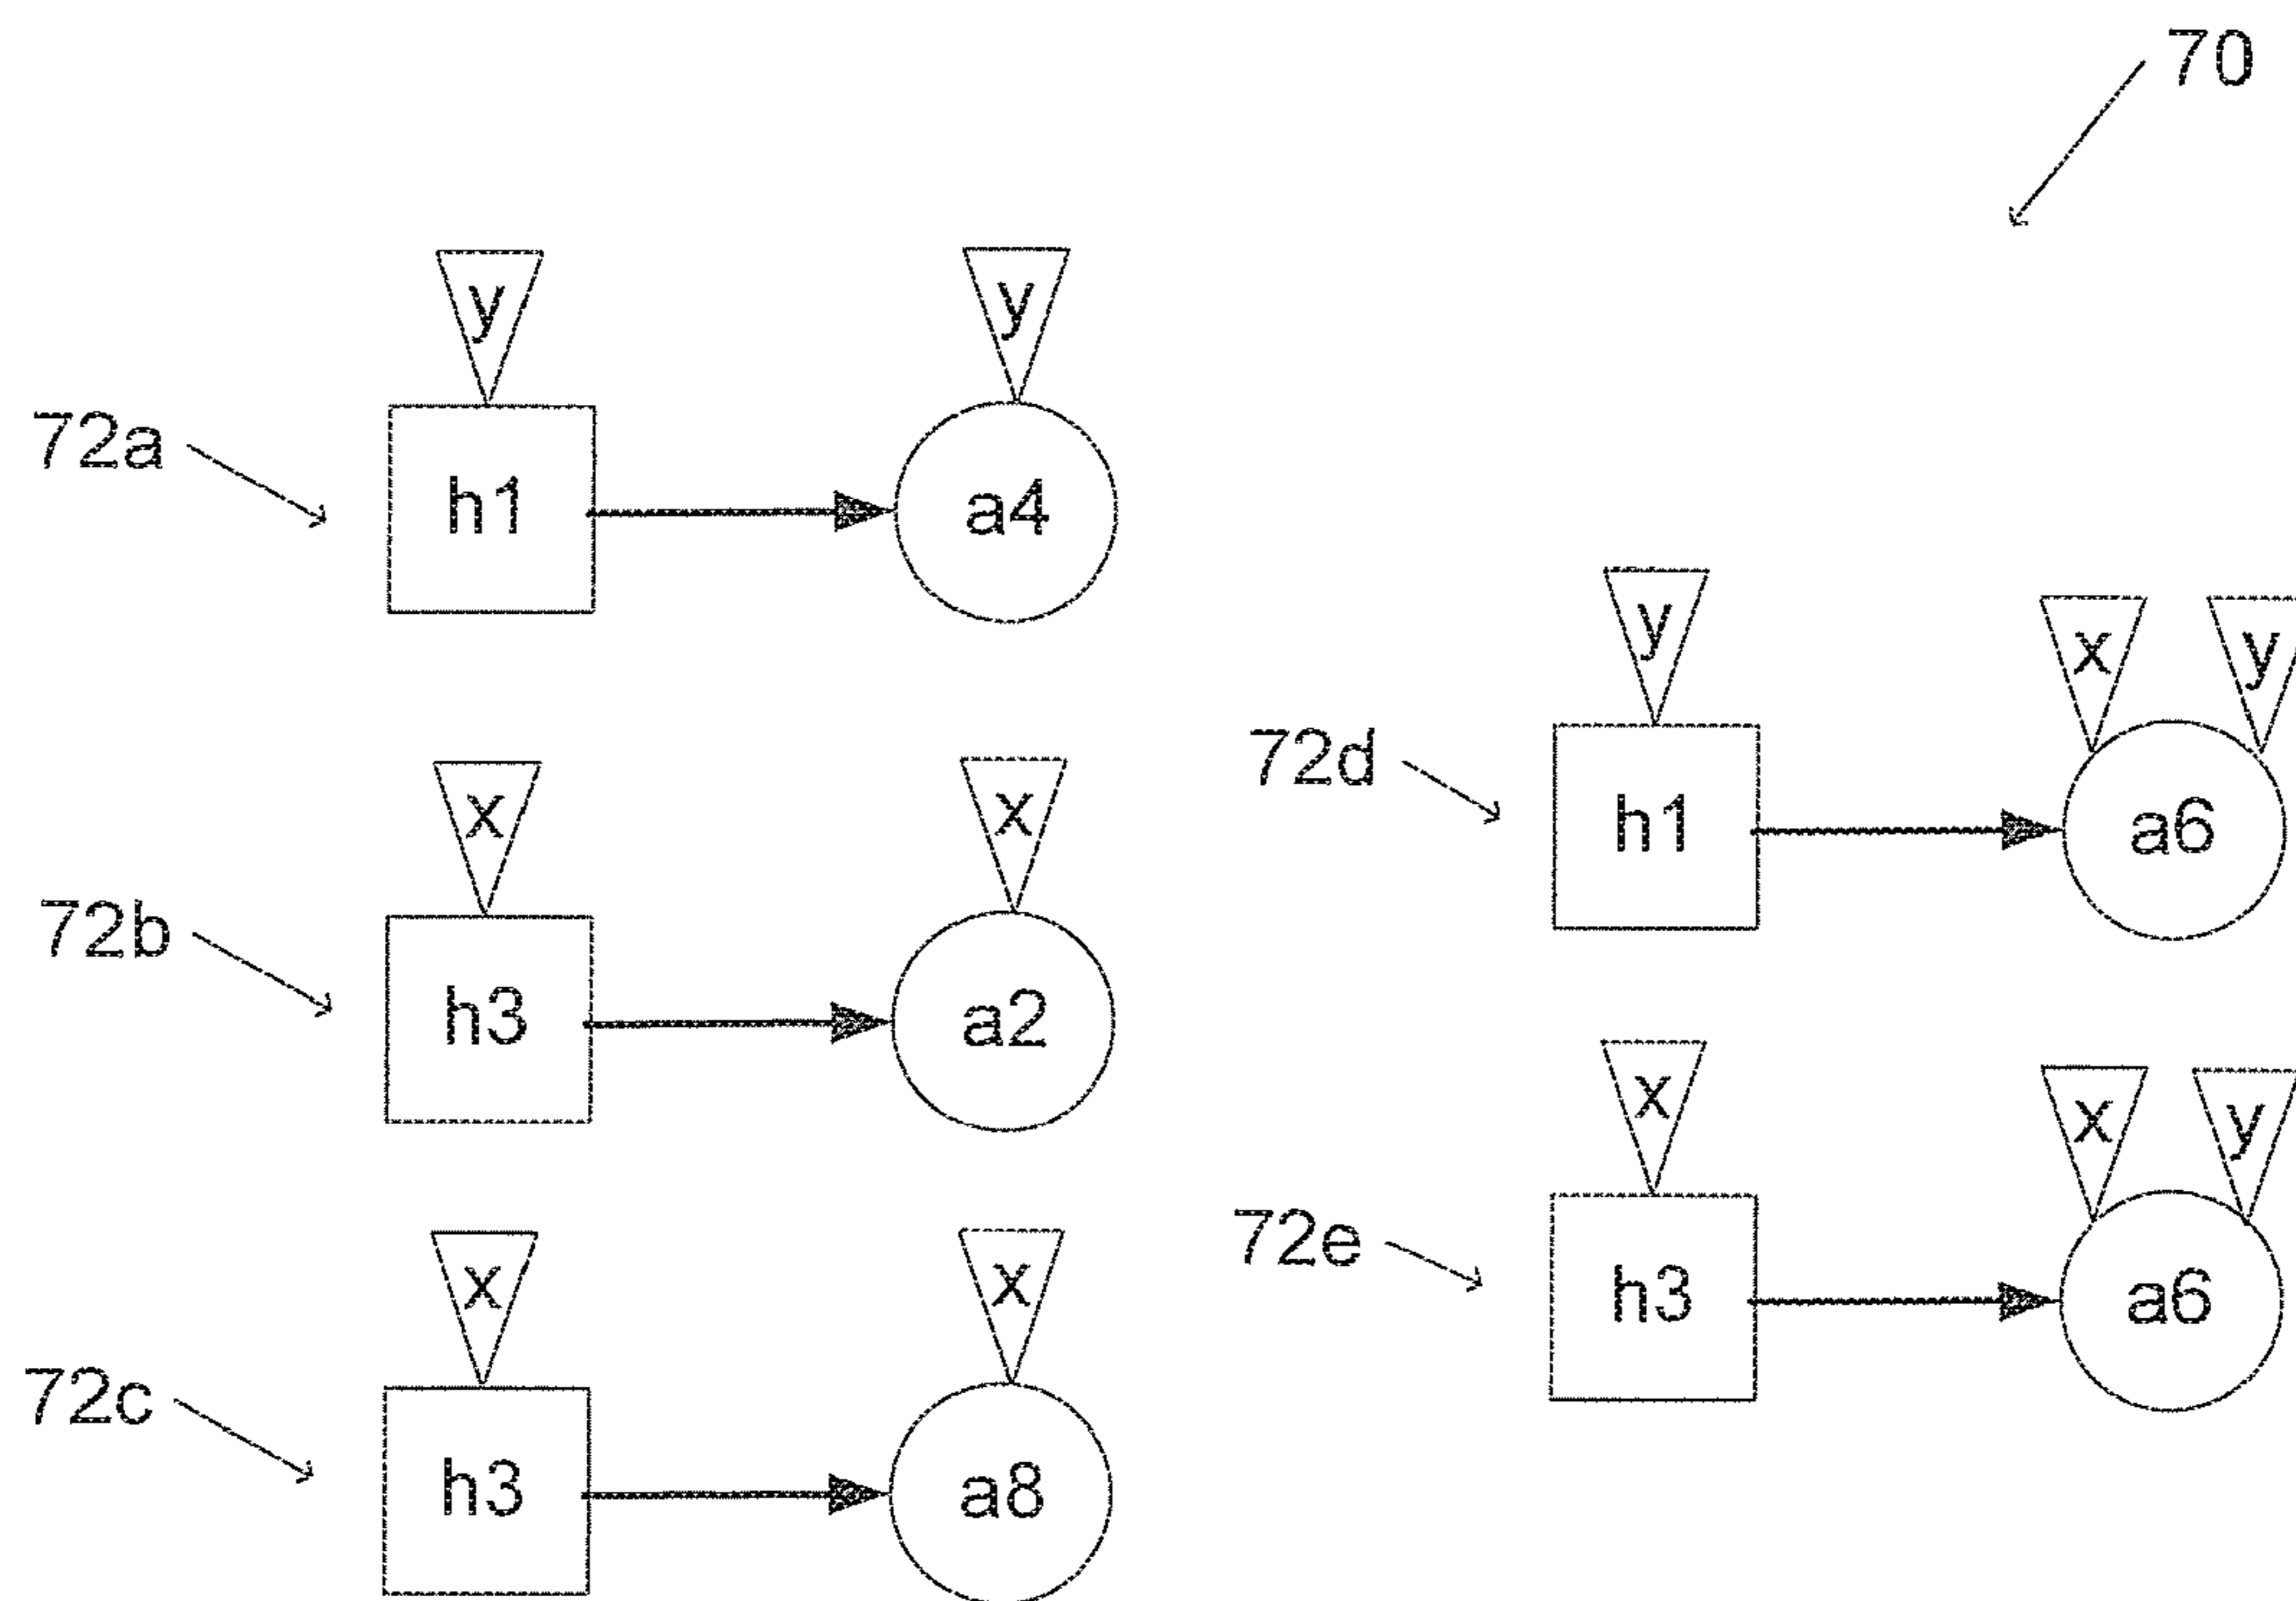 70
y y
72a h1 a4
y x y
72d h1 a6
x x
72b h3 a2
x x y
72e h3 a6
x x
72c h3 a8